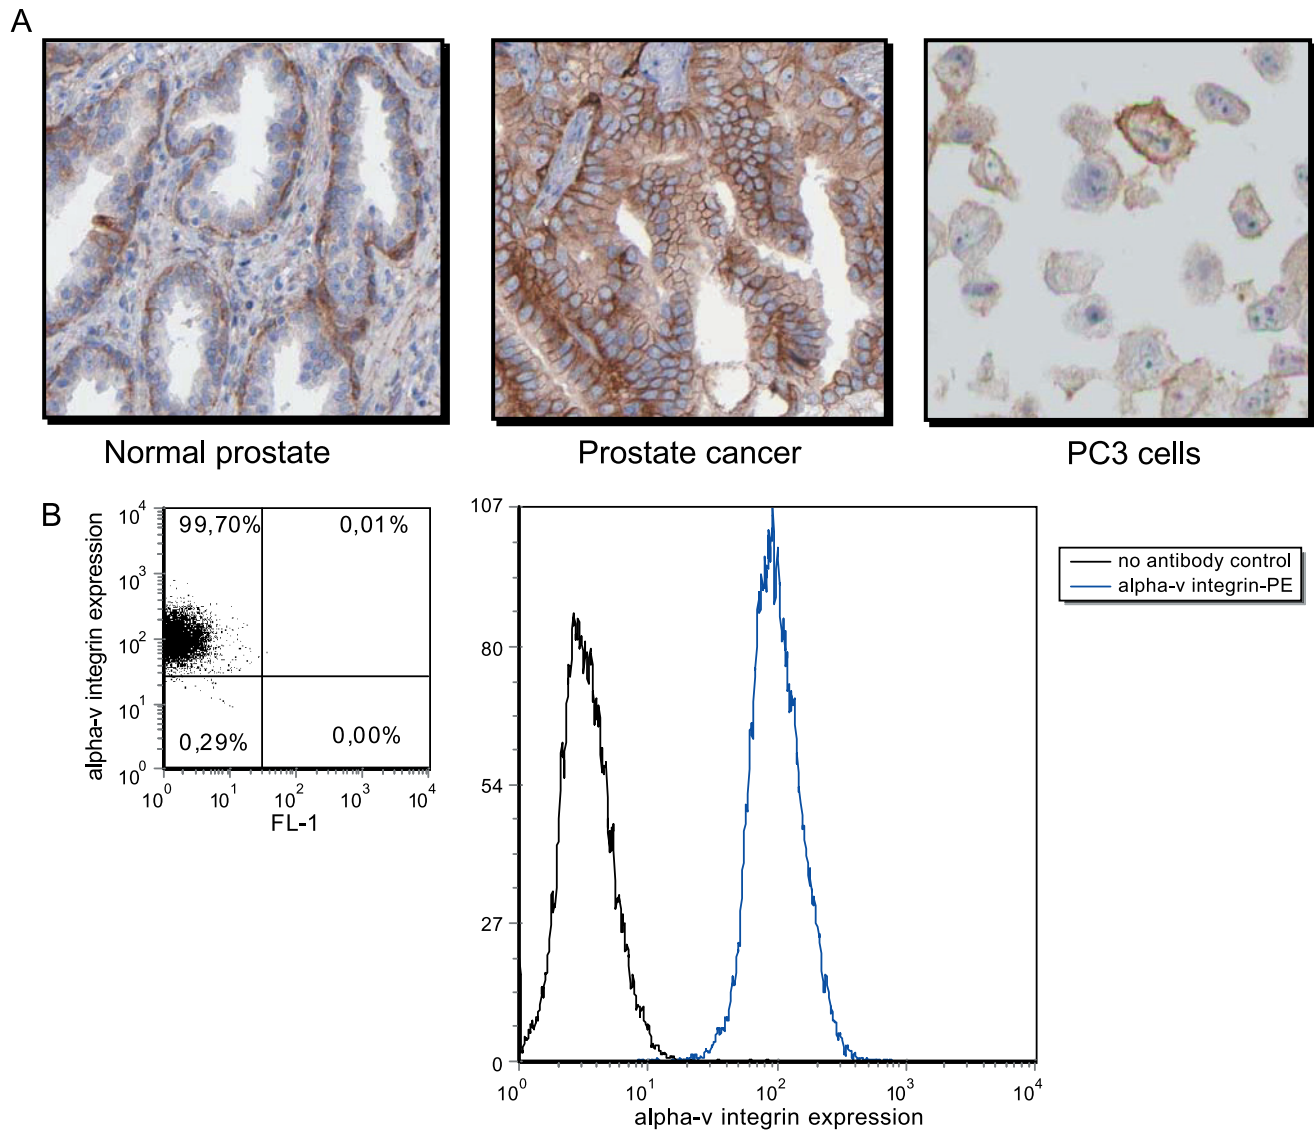 A
Normal prostate
Prostate cancer
PC3 cells
B
alpha-v integrin expression
10^4
10^3
10^2
10^1
10^0
99,70%
0,01%
0,29%
0,00%
10^0 10^1 10^2 10^3 10^4
FL-1
107
80
54
27
0
10^0 10^1 10^2 10^3 10^4
alpha-v integrin expression
no antibody control
alpha-v integrin-PE